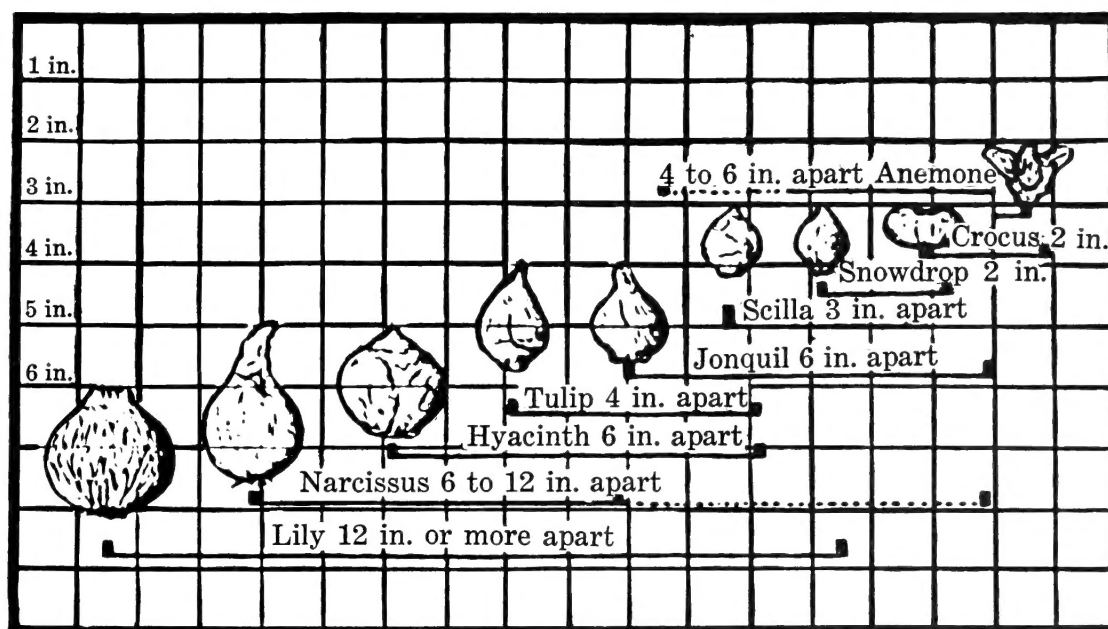 1 in.
2 in.
3 in.
4 to 6 in. apart Anemone
4 in.
Crocus 2 in.
Snowdrop 2 in.
5 in.
Scilla 3 in. apart
6 in.
Jonquil 6 in. apart
Tulip 4 in. apart
Hyacinth 6 in. apart
Narcissus 6 to 12 in. apart
Lily 12 in. or more apart